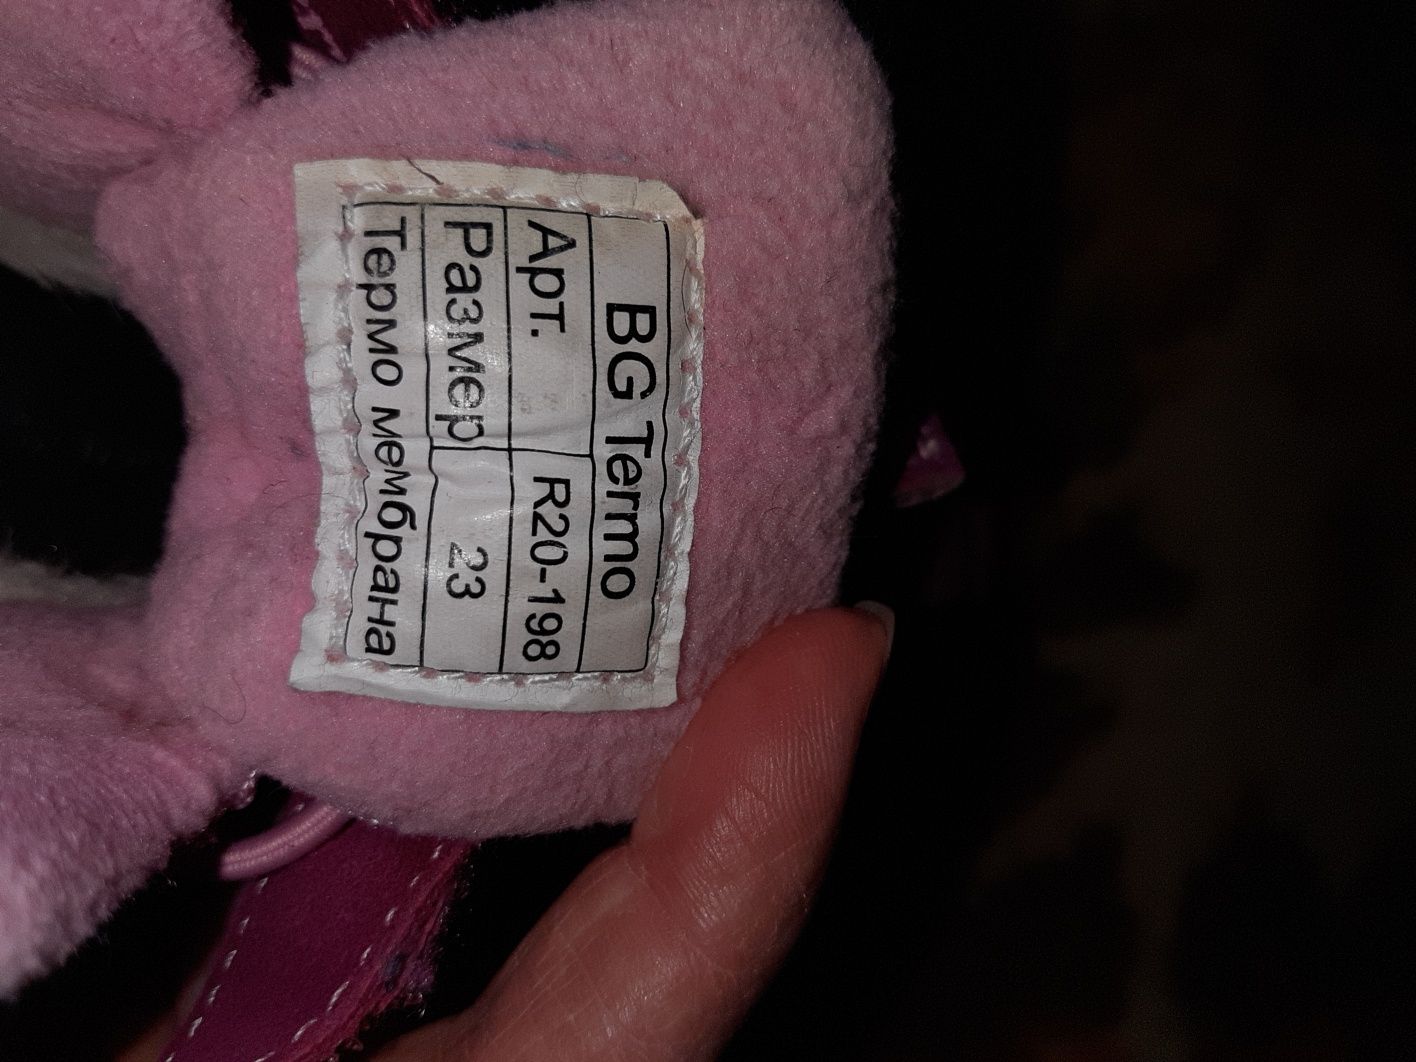 BG Termo
Арт. R20-198
Размер 23
Термо мембрана